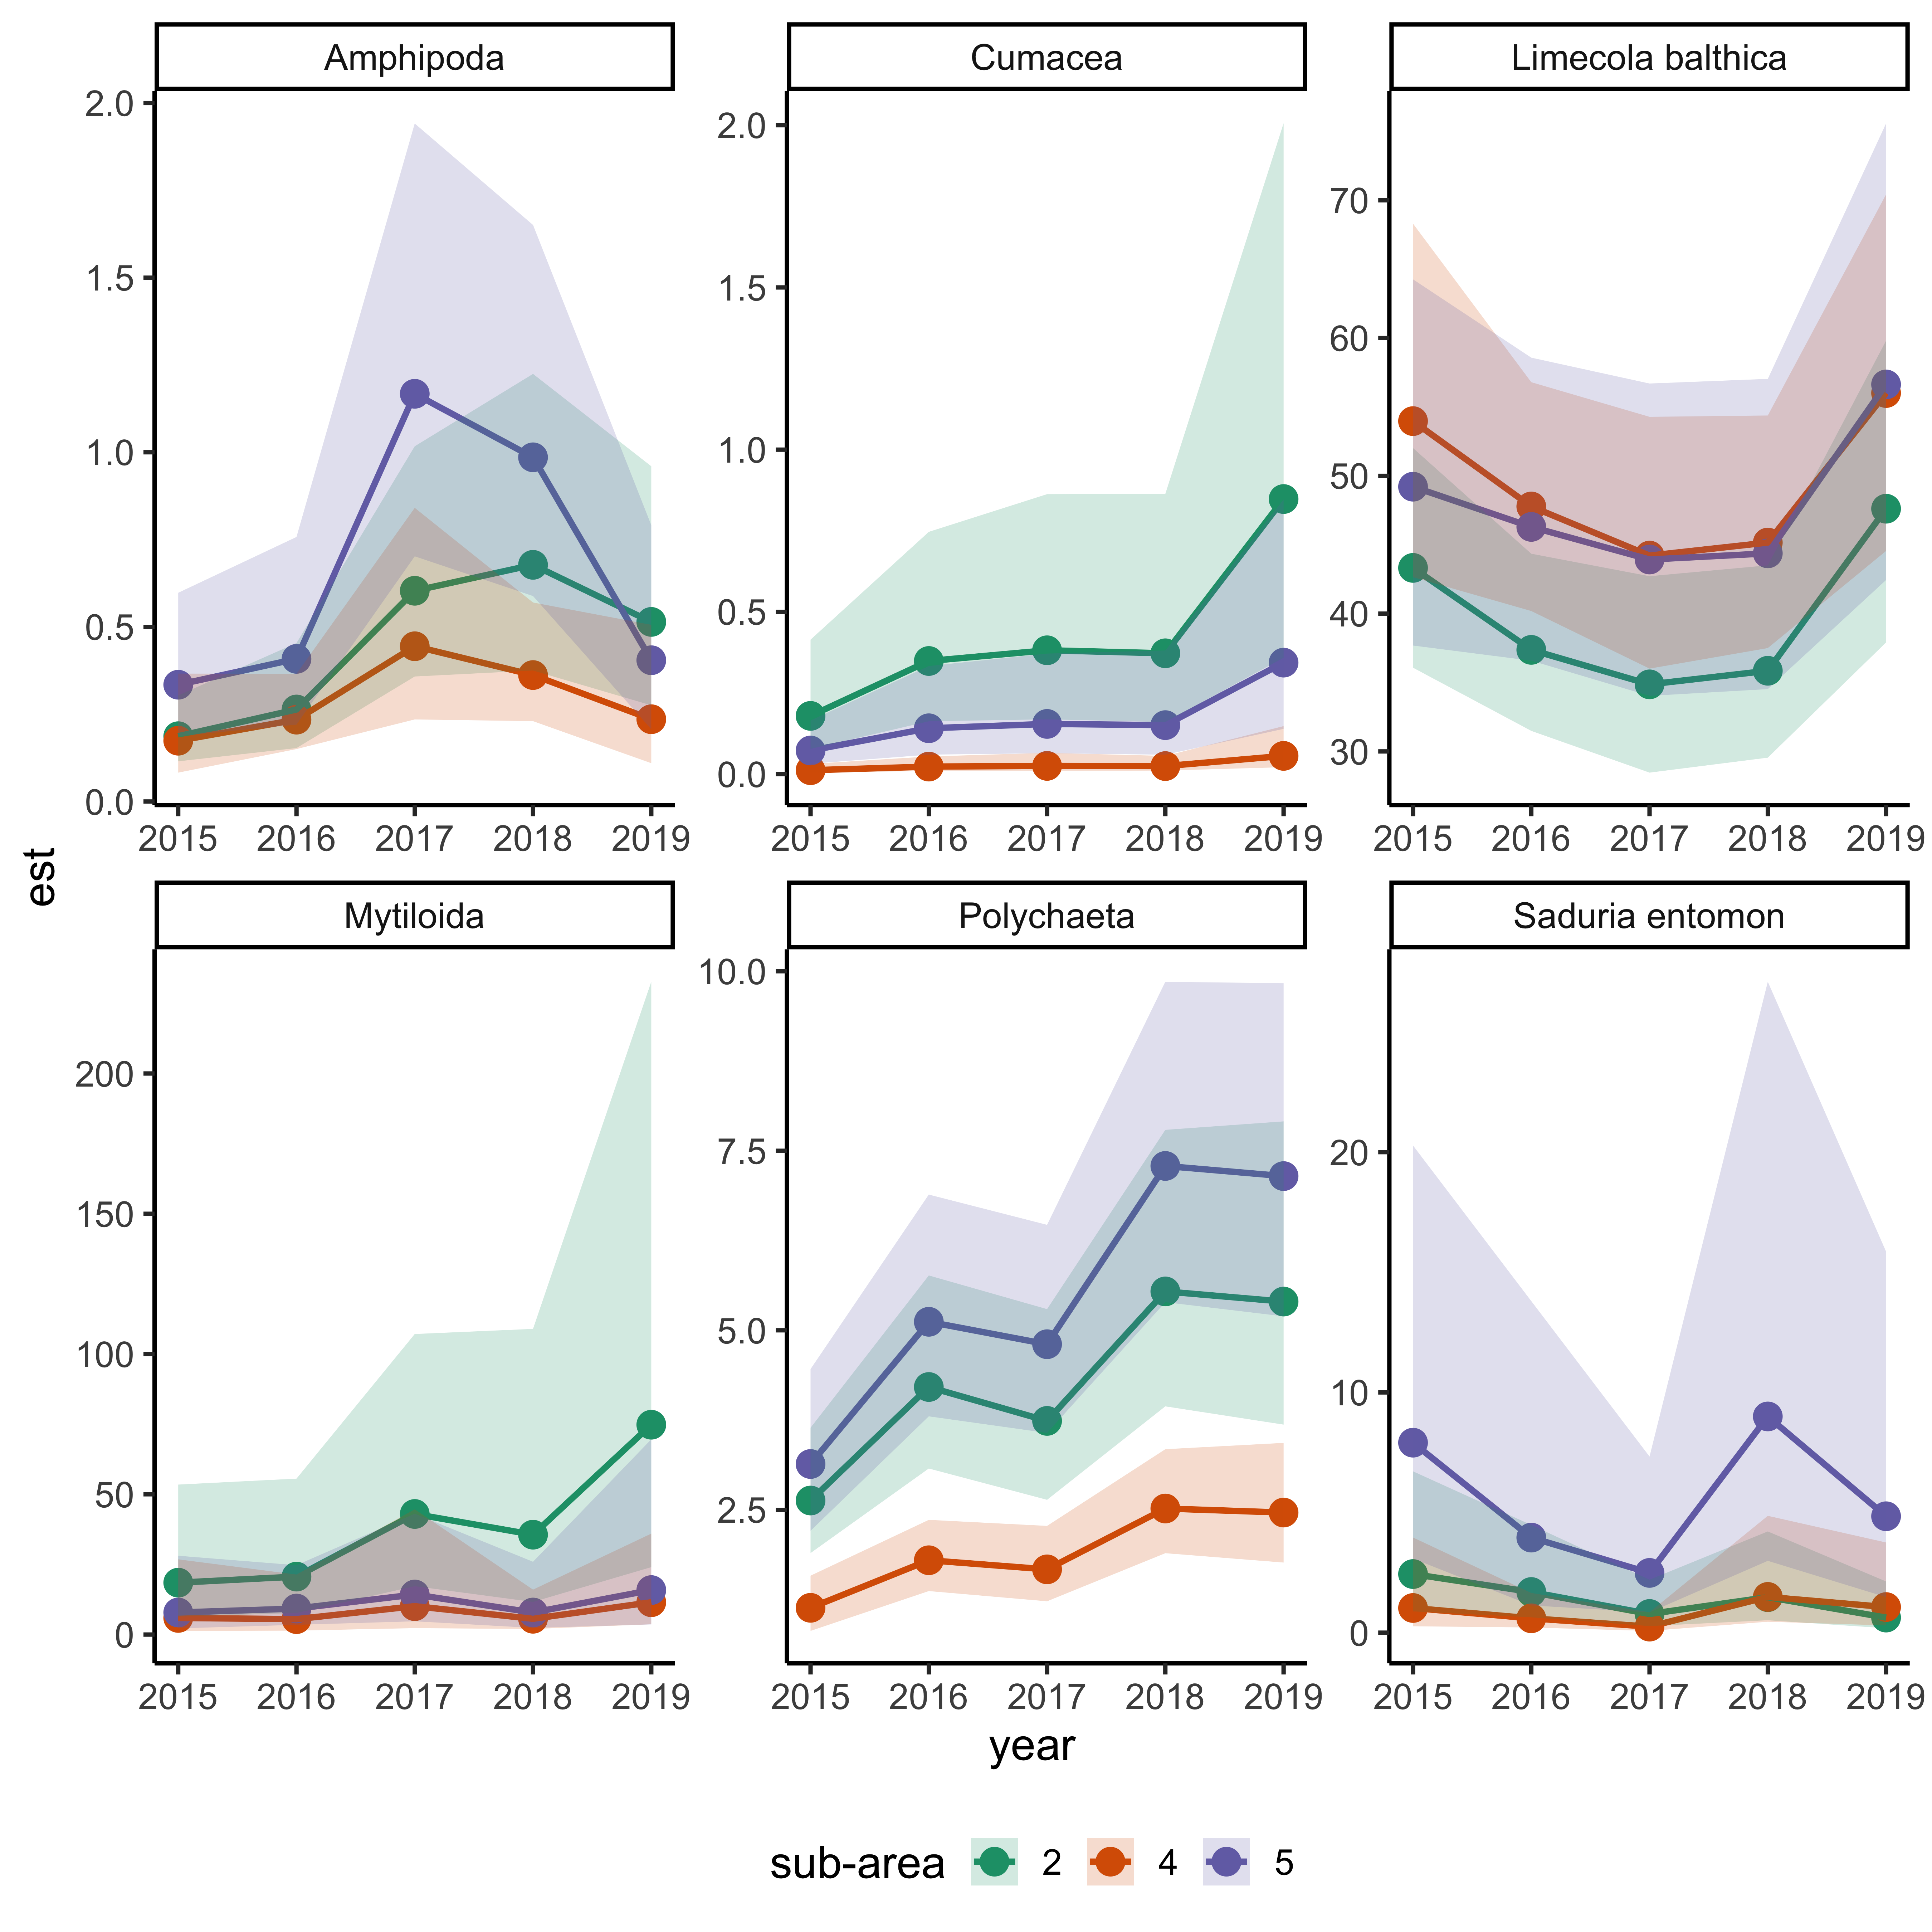 Amphipoda
Cumacea
Limecola balthica
2.0
1.5
1.0
0.5
0.0
2.0
1.5
1.0
0.5
0.0
70
60
50
40
30
2015 2016 2017 2018 2019
2015 2016 2017 2018 2019
2015 2016 2017 2018 2019
est
Mytiloida
Polychaeta
Saduria entomon
200
150
100
50
0
10.0
7.5
5.0
2.5
20
10
0
2015 2016 2017 2018 2019
2015 2016 2017 2018 2019
2015 2016 2017 2018 2019
year
sub-area 2 4 5